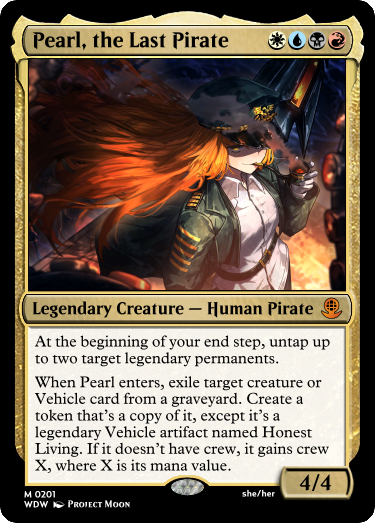 Pearl, the Last Pirate
Legendary Creature — Human Pirate
At the beginning of your end step, untap up
to two target legendary permanents.
When Pearl enters, exile target creature or
Vehicle card from a graveyard. Create a
token that's a copy of it, except it's a
legendary Vehicle artifact named Honest
Living. If it doesn't have crew, it gains crew
X, where X is its mana value.
4/4
M 0201
she/her
WDW Project Moon